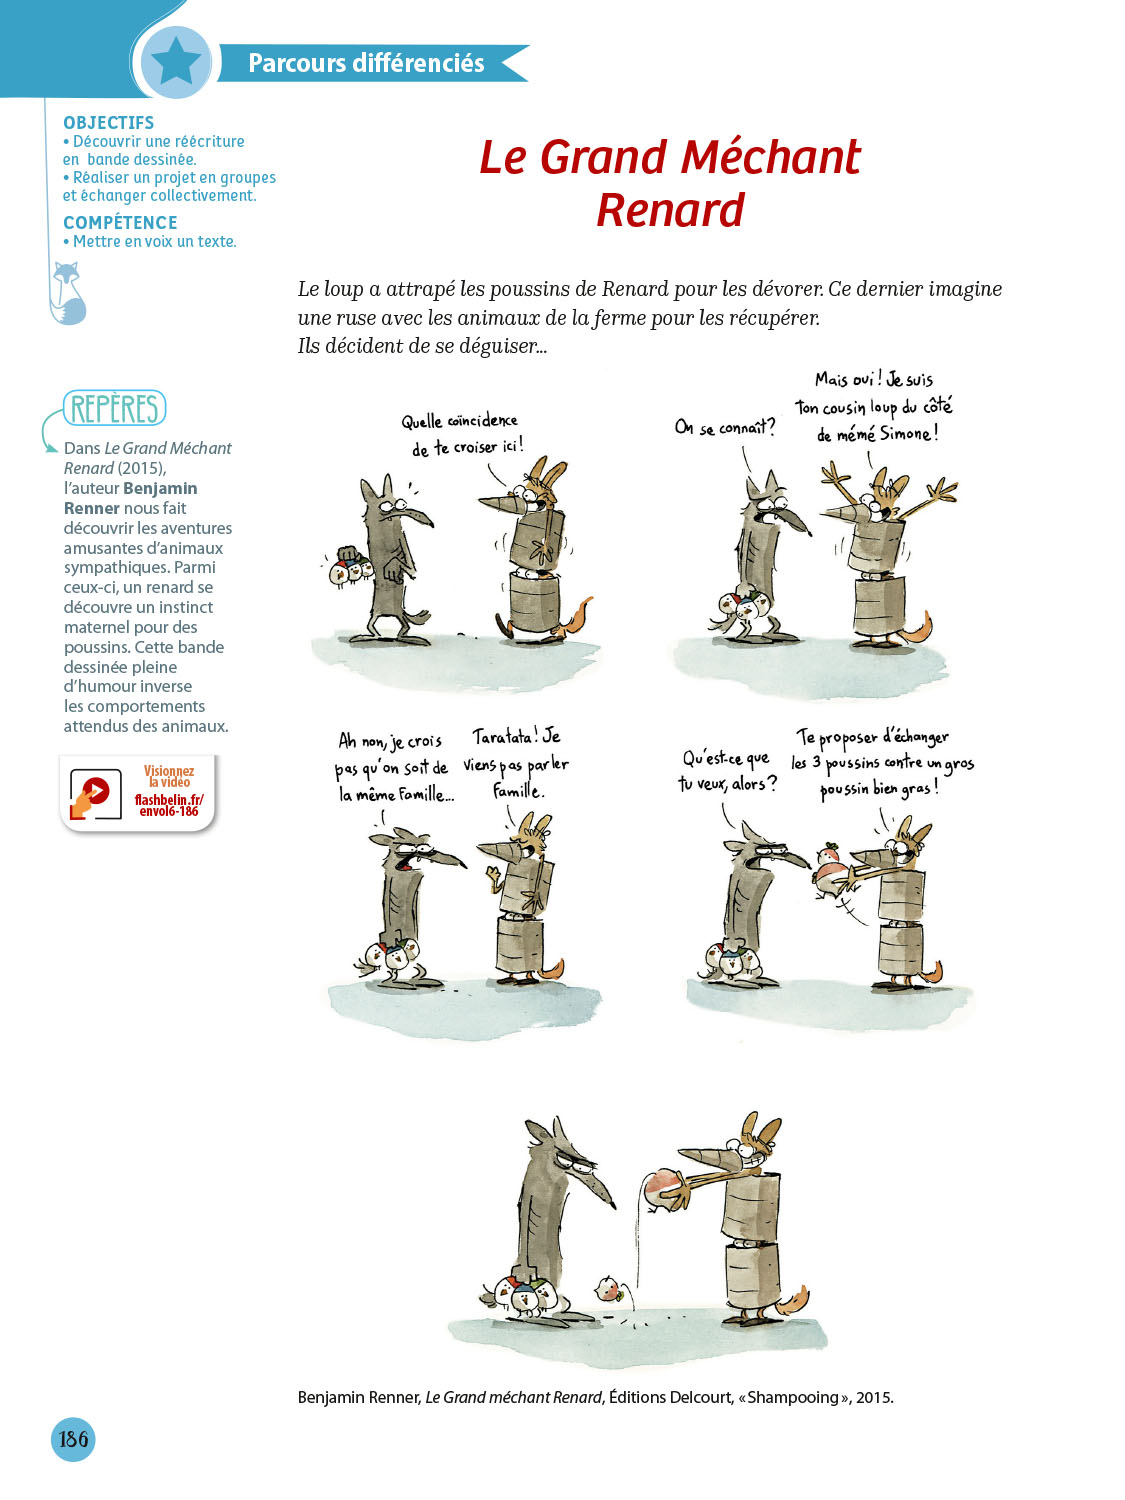 Parcours différenciés
OBJECTIFS
• Découvrir une réécriture
en bande dessinée.
• Réaliser un projet en groupes
et échanger collectivement.
COMPÉTENCE
• Mettre en voix un texte.
Le Grand Méchant
Renard
Le loup a attrapé les poussins de Renard pour les dévorer. Ce dernier imagine
une ruse avec les animaux de la ferme pour les récupérer.
Ils décident de se déguiser...
REPÈRES
Dans Le Grand Méchant
Renard (2015),
l'auteur Benjamin
Renner nous fait
découvrir les aventures
amusantes d'animaux
sympathiques. Parmi
ceux-ci, un renard se
découvre un instinct
maternel pour des
poussins. Cette bande
dessinée pleine
d'humour inverse
les comportements
attendus des animaux.
Visionnez
la vidéo
flashbelin.fr/
envol6-186
Quelle coïncidence
de te croiser ici !
On se connaît ?
Mais oui ! Je suis
ton cousin loup du côté
de mémé Simone !
Ah non, je crois
pas qu'on soit de
la même famille...
Taratata ! Je
viens pas parler
famille.
Qu'est-ce que
tu veux, alors ?
Te proposer d'échanger
les 3 poussins contre un gros
poussin bien gras !
Benjamin Renner, Le Grand méchant Renard, Éditions Delcourt, « Shampooing », 2015.
186